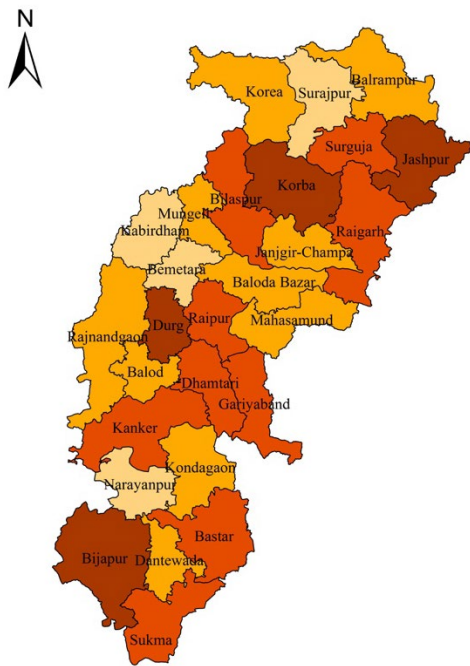 N
Korea
Surajpur
Balrampur
Surguja
Jashpur
Korba
Bilaspur
Mungeli
Kabirdham
Raigarh
Janjgir-Champa
Bemetara
Baloda Bazar
Mahasamund
Durg
Raipur
Rajnandgaon
Balod
Dhamtari
Gariyaband
Kanker
Kondagaon
Narayanpur
Bastar
Bijapur
Dantewada
Sukma